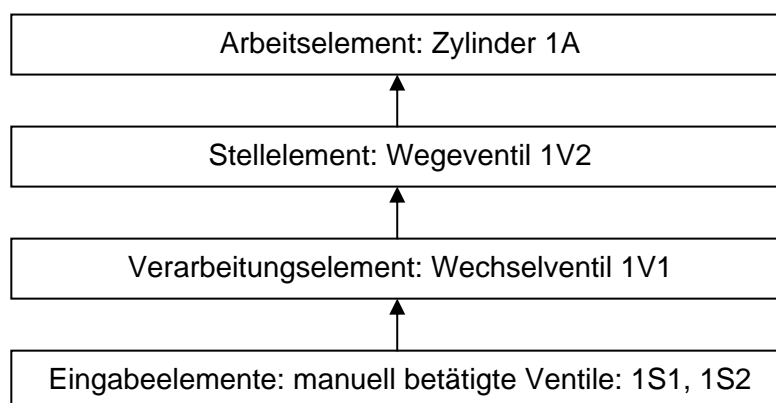 Arbeitselement: Zylinder 1A
Stellelement: Wegeventil 1V2
Verarbeitungselement: Wechselventil 1V1
Eingabeelemente: manuell betätigte Ventile: 1S1, 1S2